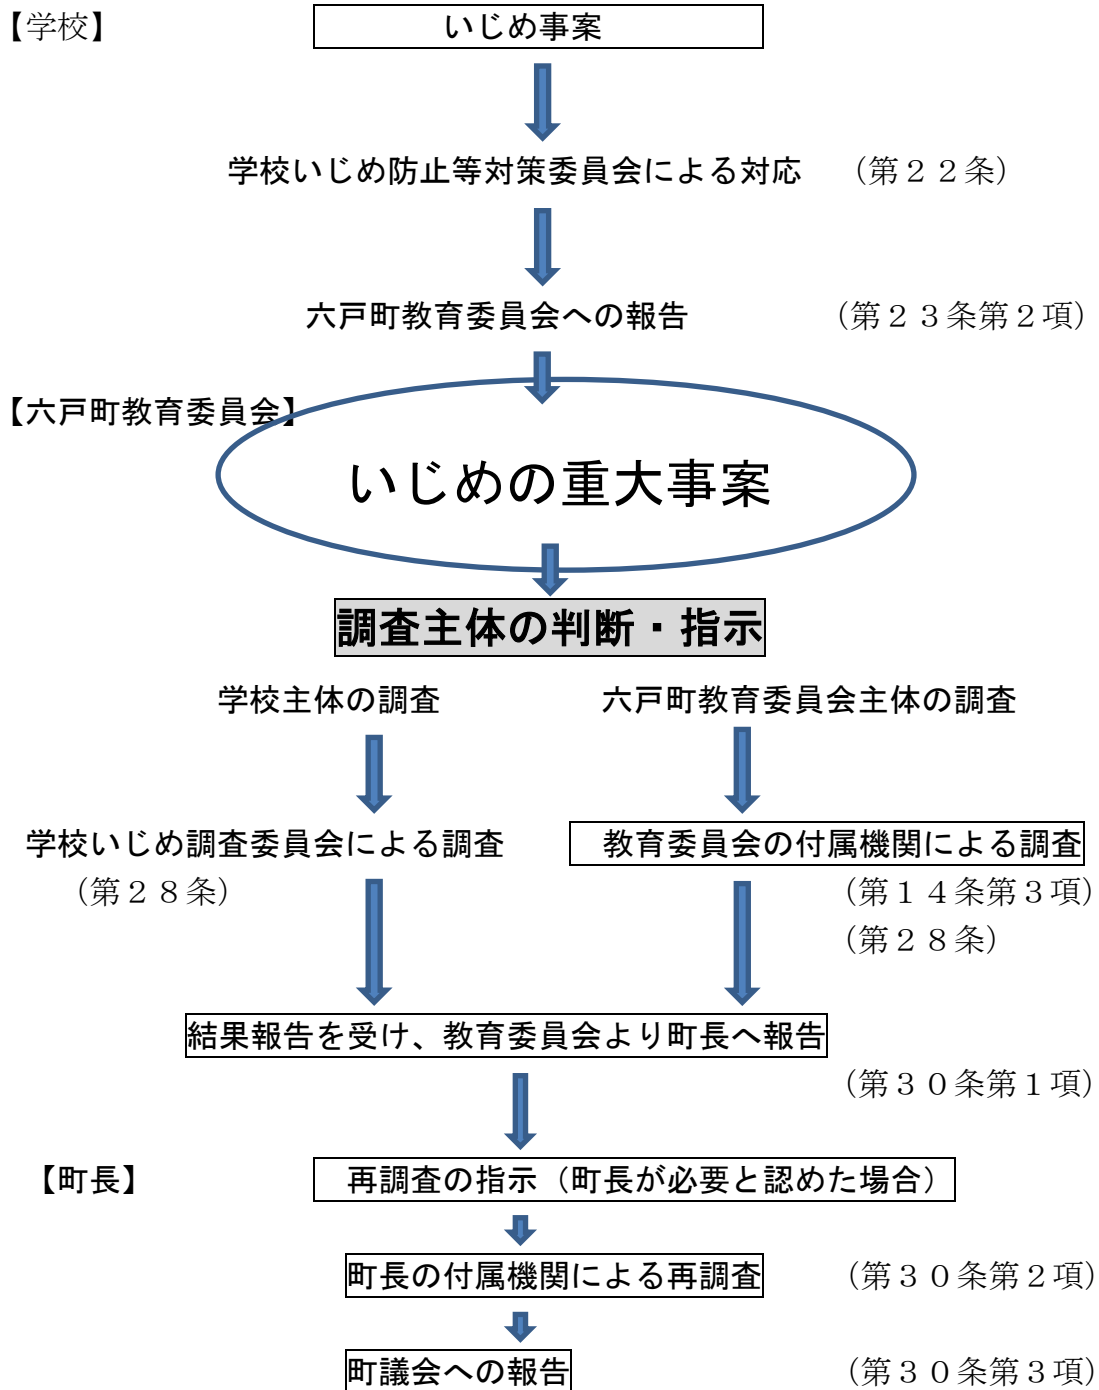 【学校】 いじめ事案
学校いじめ防止等対策委員会による対応 （第２２条）
六戸町教育委員会への報告 （第２３条第２項）
【六戸町教育委員会】
いじめの重大事案
調査主体の判断・指示
学校主体の調査 六戸町教育委員会主体の調査
学校いじめ調査委員会による調査 教育委員会の付属機関による調査
（第２８条） （第１４条第３項）
（第２８条）
結果報告を受け、教育委員会より町長へ報告
（第３０条第１項）
【町長】 再調査の指示（町長が必要と認めた場合）
町長の付属機関による再調査 （第３０条第２項）
町議会への報告 （第３０条第３項）